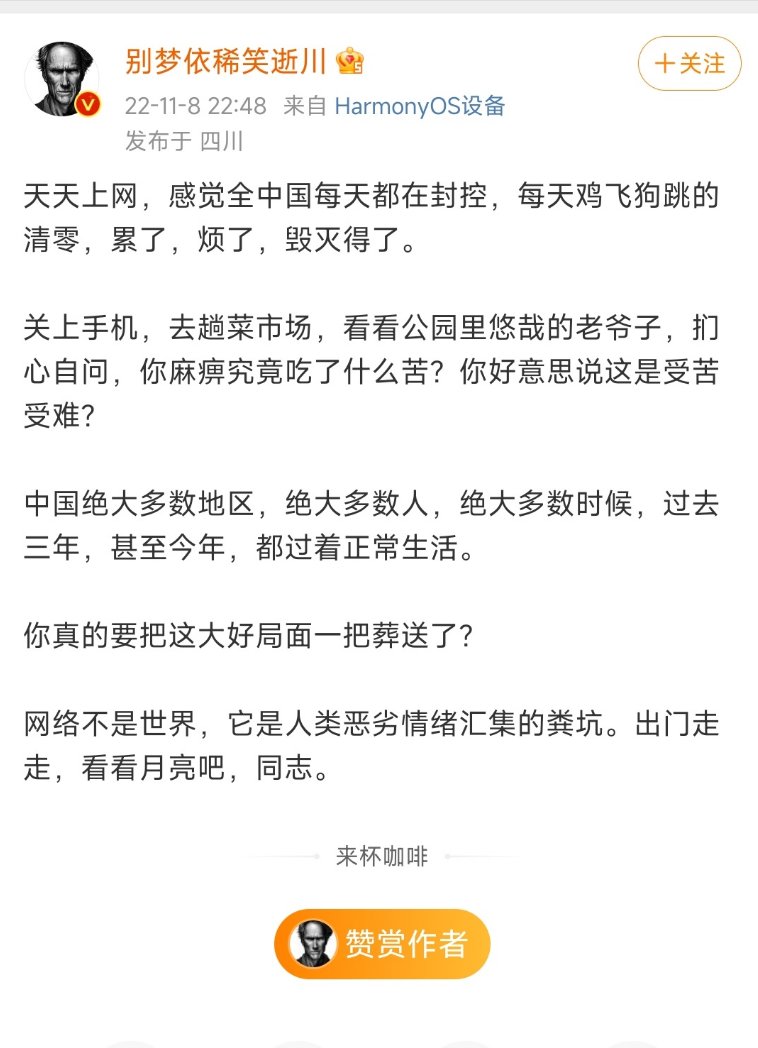 别梦依稀笑逝川
+关注
22-11-8 22:48 来自 HarmonyOS设备
发布于 四川
天天上网，感觉全中国每天都在封控，每天鸡飞狗跳的
清零，累了，烦了，毁灭得了。
关上手机，去趟菜市场，看看公园里悠哉的老爷子，扪
心自问，你麻痹究竟吃了什么苦？你好意思说这是受苦
受难？
中国绝大多数地区，绝大多数人，绝大多数时候，过去
三年，甚至今年，都过着正常生活。
你真的要把这大好局面一把葬送了？
网络不是世界，它是人类恶劣情绪汇集的粪坑。出门走
走，看看月亮吧，同志。
来杯咖啡
赞赏作者